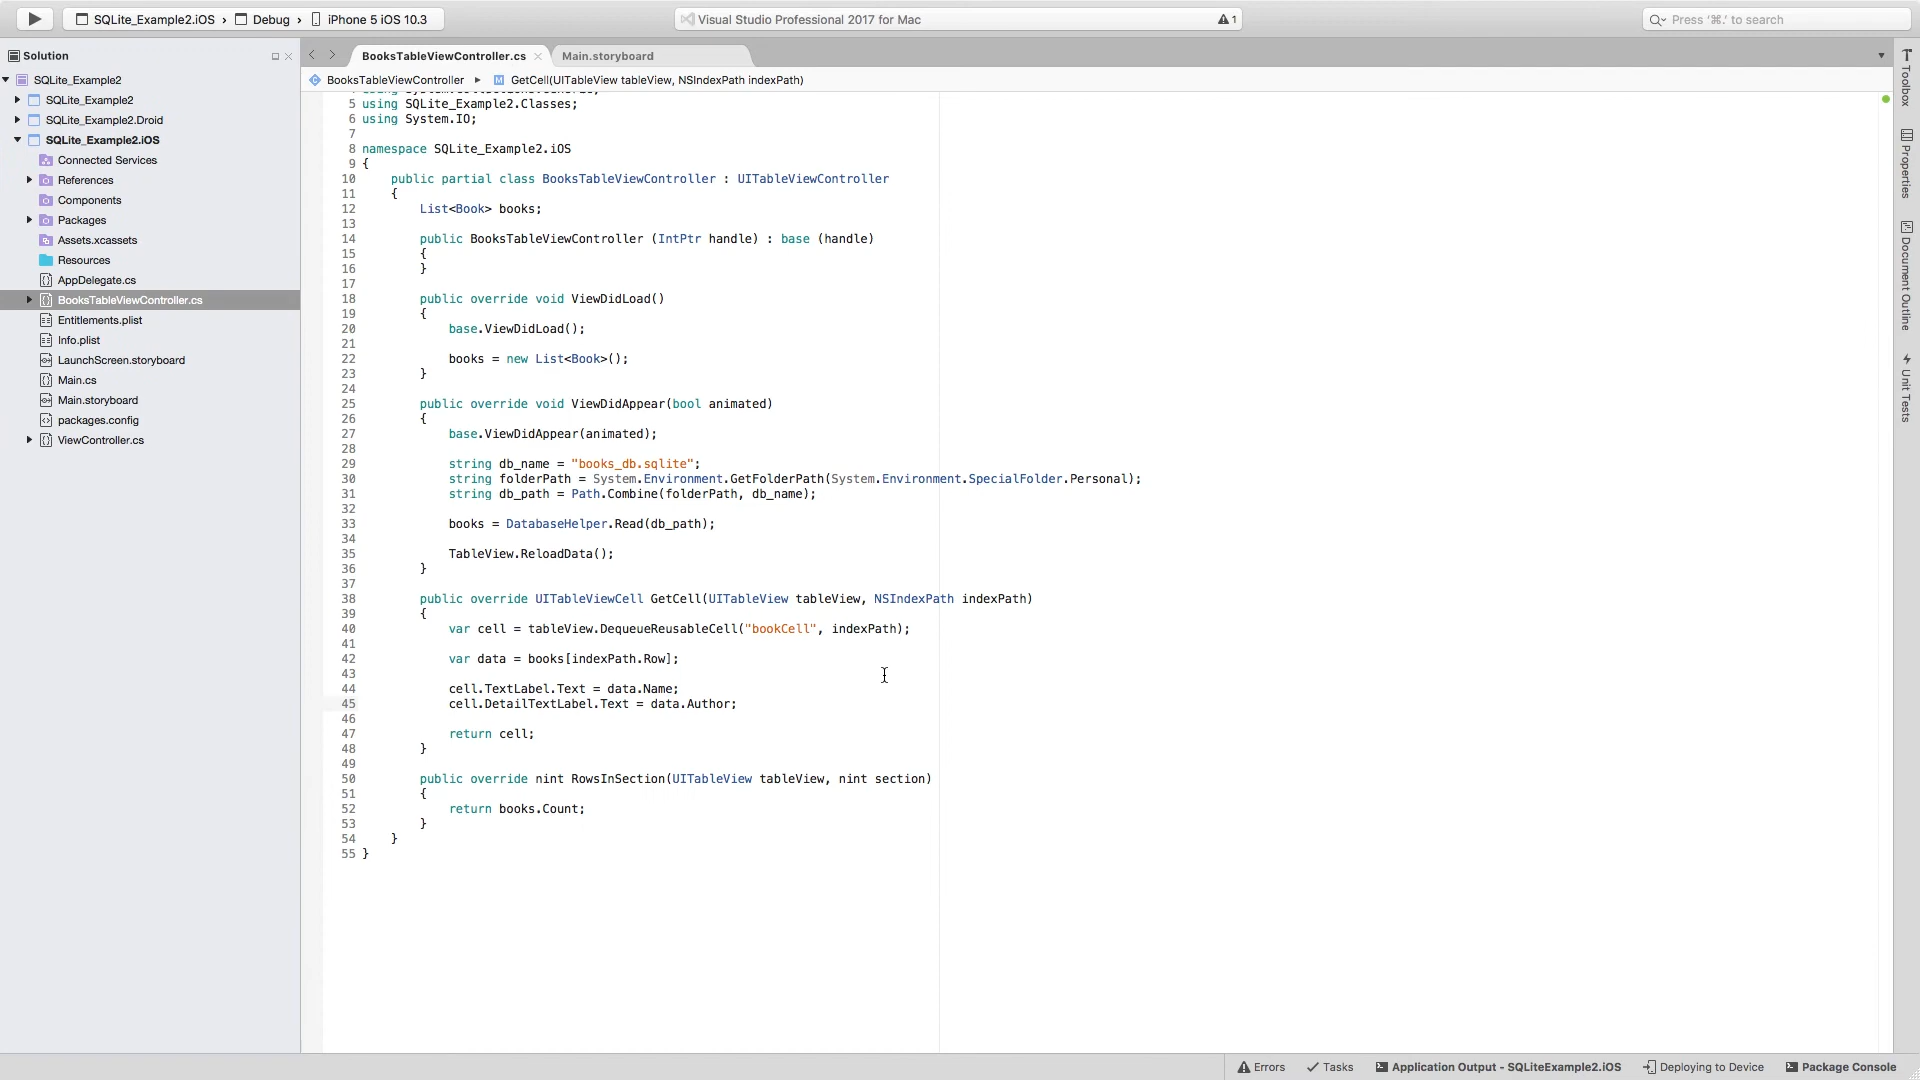 SQLite_Example2.iOS › Debug › iPhone 5 iOS 10.3
Visual Studio Professional 2017 for Mac
1
Press '⌘.' to search
Solution
SQLite_Example2
SQLite_Example2
SQLite_Example2.Droid
SQLite_Example2.iOS
Connected Services
References
Components
Packages
Assets.xcassets
Resources
AppDelegate.cs
BooksTableViewController.cs
Entitlements.plist
Info.plist
LaunchScreen.storyboard
Main.cs
Main.storyboard
packages.config
ViewController.cs
BooksTableViewController.cs
Main.storyboard
BooksTableViewController
GetCell(UITableView tableView, NSIndexPath indexPath)
5 using SQLite_Example2.Classes;
6 using System.IO;
7
8 namespace SQLite_Example2.iOS
9 {
10 public partial class BooksTableViewController : UITableViewController
11 {
12 List<Book> books;
13
14 public BooksTableViewController (IntPtr handle) : base (handle)
15 {
16 }
17
18 public override void ViewDidLoad()
19 {
20 base.ViewDidLoad();
21
22 books = new List<Book>();
23 }
24
25 public override void ViewDidAppear(bool animated)
26 {
27 base.ViewDidAppear(animated);
28
29 string db_name = "books_db.sqlite";
30 string folderPath = System.Environment.GetFolderPath(System.Environment.SpecialFolder.Personal);
31 string db_path = Path.Combine(folderPath, db_name);
32
33 books = DatabaseHelper.Read(db_path);
34
35 TableView.ReloadData();
36 }
37
38 public override UITableViewCell GetCell(UITableView tableView, NSIndexPath indexPath)
39 {
40 var cell = tableView.DequeueReusableCell("bookCell", indexPath);
41
42 var data = books[indexPath.Row];
43
44 cell.TextLabel.Text = data.Name;
45 cell.DetailTextLabel.Text = data.Author;
46
47 return cell;
48 }
49
50 public override nint RowsInSection(UITableView tableView, nint section)
51 {
52 return books.Count;
53 }
54 }
55 }
Toolbox
Properties
Document Outline
Unit Tests
Errors
Tasks
Application Output - SQLiteExample2.iOS
Deploying to Device
Package Console